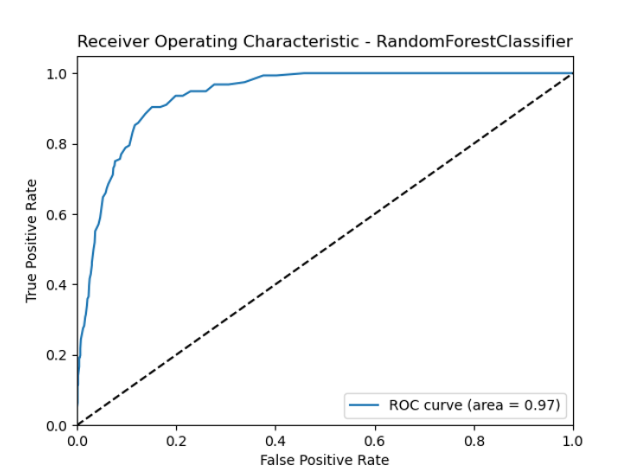 Receiver Operating Characteristic - RandomForestClassifier
1.0
0.8
0.6
0.4
0.2
0.0
True Positive Rate
ROC curve (area = 0.97)
0.0 0.2 0.4 0.6 0.8 1.0
False Positive Rate